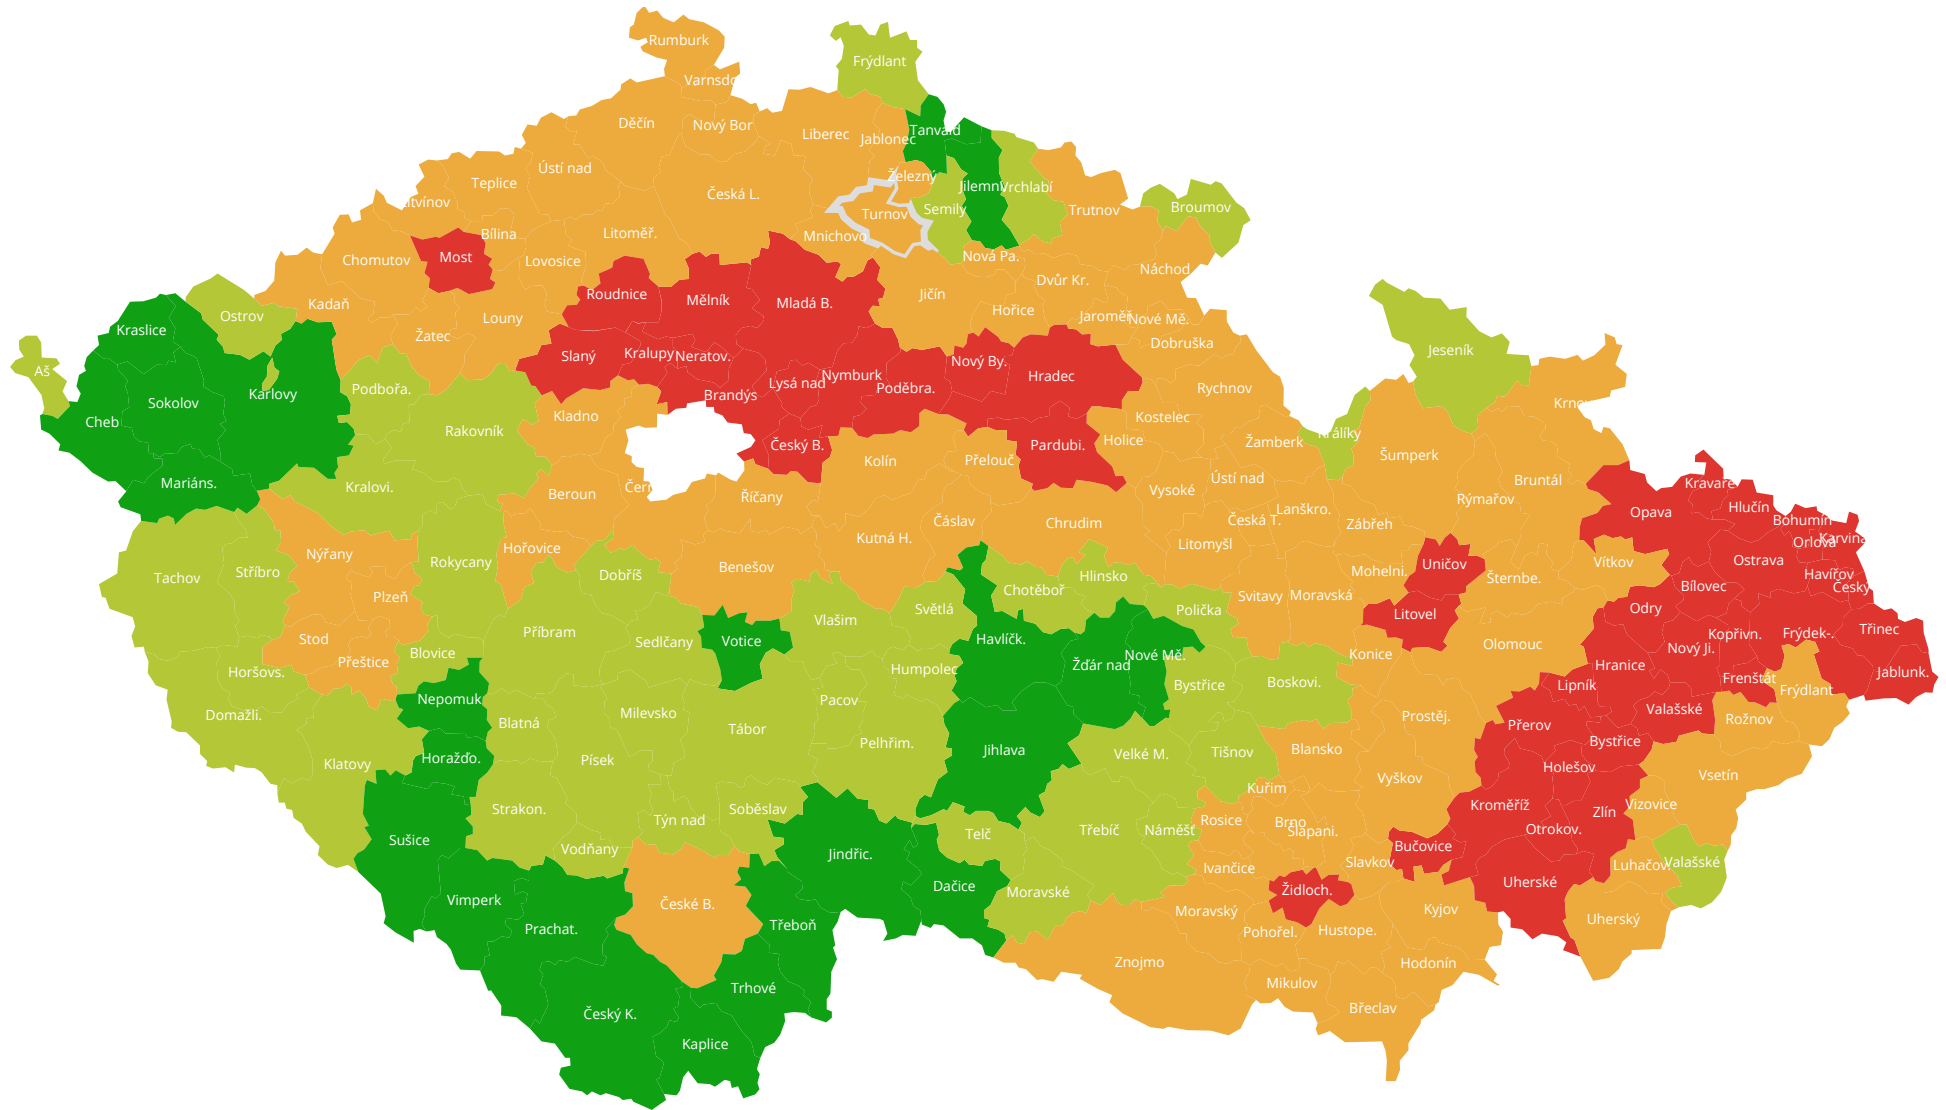 Rumburk
Frýdlant
Varnsdo
Děčín
Nový Bor
Liberec
Jablonec
Tanvald
Ústí nad
Teplice
Železný
Jilemni
Vrchlabí
Česká L.
Litvínov
Semily
Turnov
Trutnov
Broumov
Bílina
Litoměř.
Mnichovo
Most
Chomutov
Lovosice
Nová Pa.
Náchod
Dvůr Kr.
Roudnice
Mělník
Mladá B.
Jičín
Kadaň
Hořice
Ostrov
Louny
Jaroměř
Nové Mě.
Kraslice
Žatec
Dobruška
Slaný
Kralupy
Neratov.
Nový By.
Jeseník
Aš
Nymburk
Hradec
Lysá nad
Poděbra.
Podbořa.
Rychnov
Karlovy
Brandýs
Sokolov
Krnov
Kladno
Kostelec
Cheb
Rakovník
Králíky
Holice
Žamberk
Český B.
Pardubi.
Šumperk
Kolín
Přelouč
Mariáns.
Kralovi.
Ústí nad
Bruntál
Kravaře
Beroun
Čern
Říčany
Vysoké
Rýmařov
Hlučín
Lanškro.
Opava
Čáslav
Chrudim
Česká T.
Zábřeh
Bohumín
Kutná H.
Litomyšl
Orlová
Karviná
Hořovice
Nýřany
Rokycany
Ostrava
Stříbro
Benešov
Uničov
Vítkov
Tachov
Dobříš
Hlinsko
Mohelni.
Šternbe.
Havířov
Chotěboř
Bílovec
Český
Plzeň
Svitavy
Moravská
Světlá
Polička
Odry
Litovel
Vlašim
Příbram
Třinec
Kopřivn.
Frýdek-.
Stod
Votice
Sedlčany
Havlíčk.
Olomouc
Nový Ji.
Blovice
Nové Mě.
Konice
Přeštice
Žďár nad
Hranice
Humpolec
Horšovs.
Jablunk.
Frenštát
Bystřice
Boskovi.
Lipník
Frýdlant
Nepomuk
Pacov
Valašské
Domažli.
Milevsko
Prostěj.
Rožnov
Blatná
Přerov
Tábor
Pelhřim.
Bystřice
Jihlava
Blansko
Tišnov
Velké M.
Horažďo.
Písek
Klatovy
Holešov
Vsetín
Vyškov
Kuřim
Kroměříž
Vizovice
Strakon.
Soběslav
Zlín
Týn nad
Rosice
Brno
Otrokov.
Třebíč
Náměšť
Šlapani.
Telč
Sušice
Bučovice
Vodňany
Jindřic.
Slavkov
Valašské
Luhačov.
Ivančice
Dačice
Uherské
Židloch.
Moravské
Vimperk
České B.
Moravský
Kyjov
Uherský
Třeboň
Prachat.
Hustope.
Pohořel.
Znojmo
Hodonín
Mikulov
Trhové
Břeclav
Český K.
Kaplice